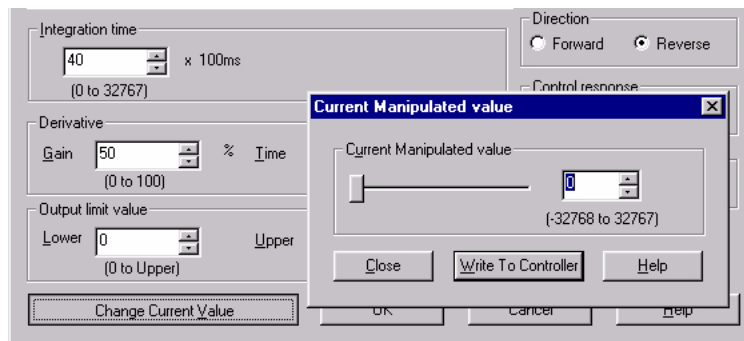 Integration time
40 x 100ms
(0 to 32767)
Direction
Forward Reverse
Control response
Derivative
Gain 50 % Time
(0 to 100)
Output limit value
Lower 0 Upper
(0 to Upper)
Change Current Value OK Cancel Help
Current Manipulated value
Current Manipulated value
0
(-32768 to 32767)
Close Write To Controller Help